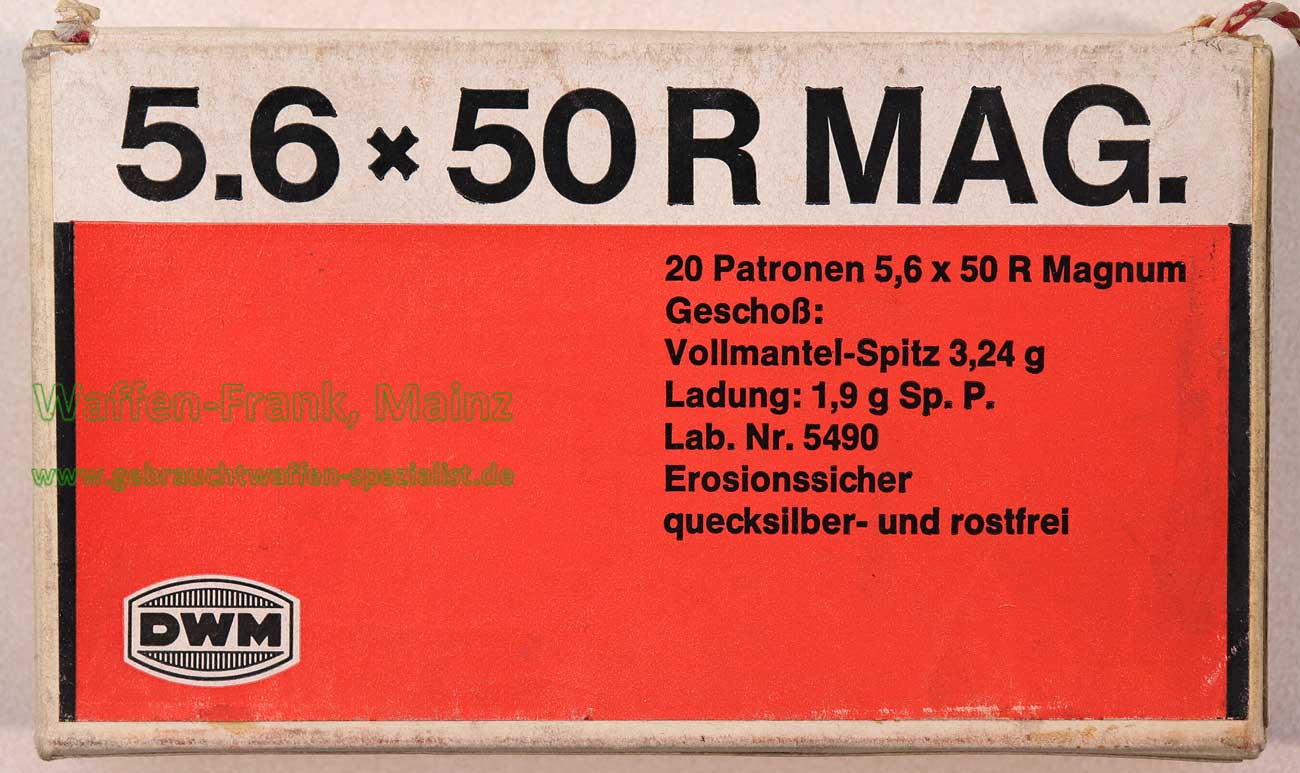 5.6 × 50 R MAG.
20 Patronen 5,6 x 50 R Magnum
Geschoß:
Vollmantel-Spitz 3,24 g
Ladung: 1,9 g Sp. P.
Lab. Nr. 5490
Erosionssicher
quecksilber- und rostfrei
Waffen-Frank, Mainz
www.gebrauchtwaffen-spezialist.de
DWM